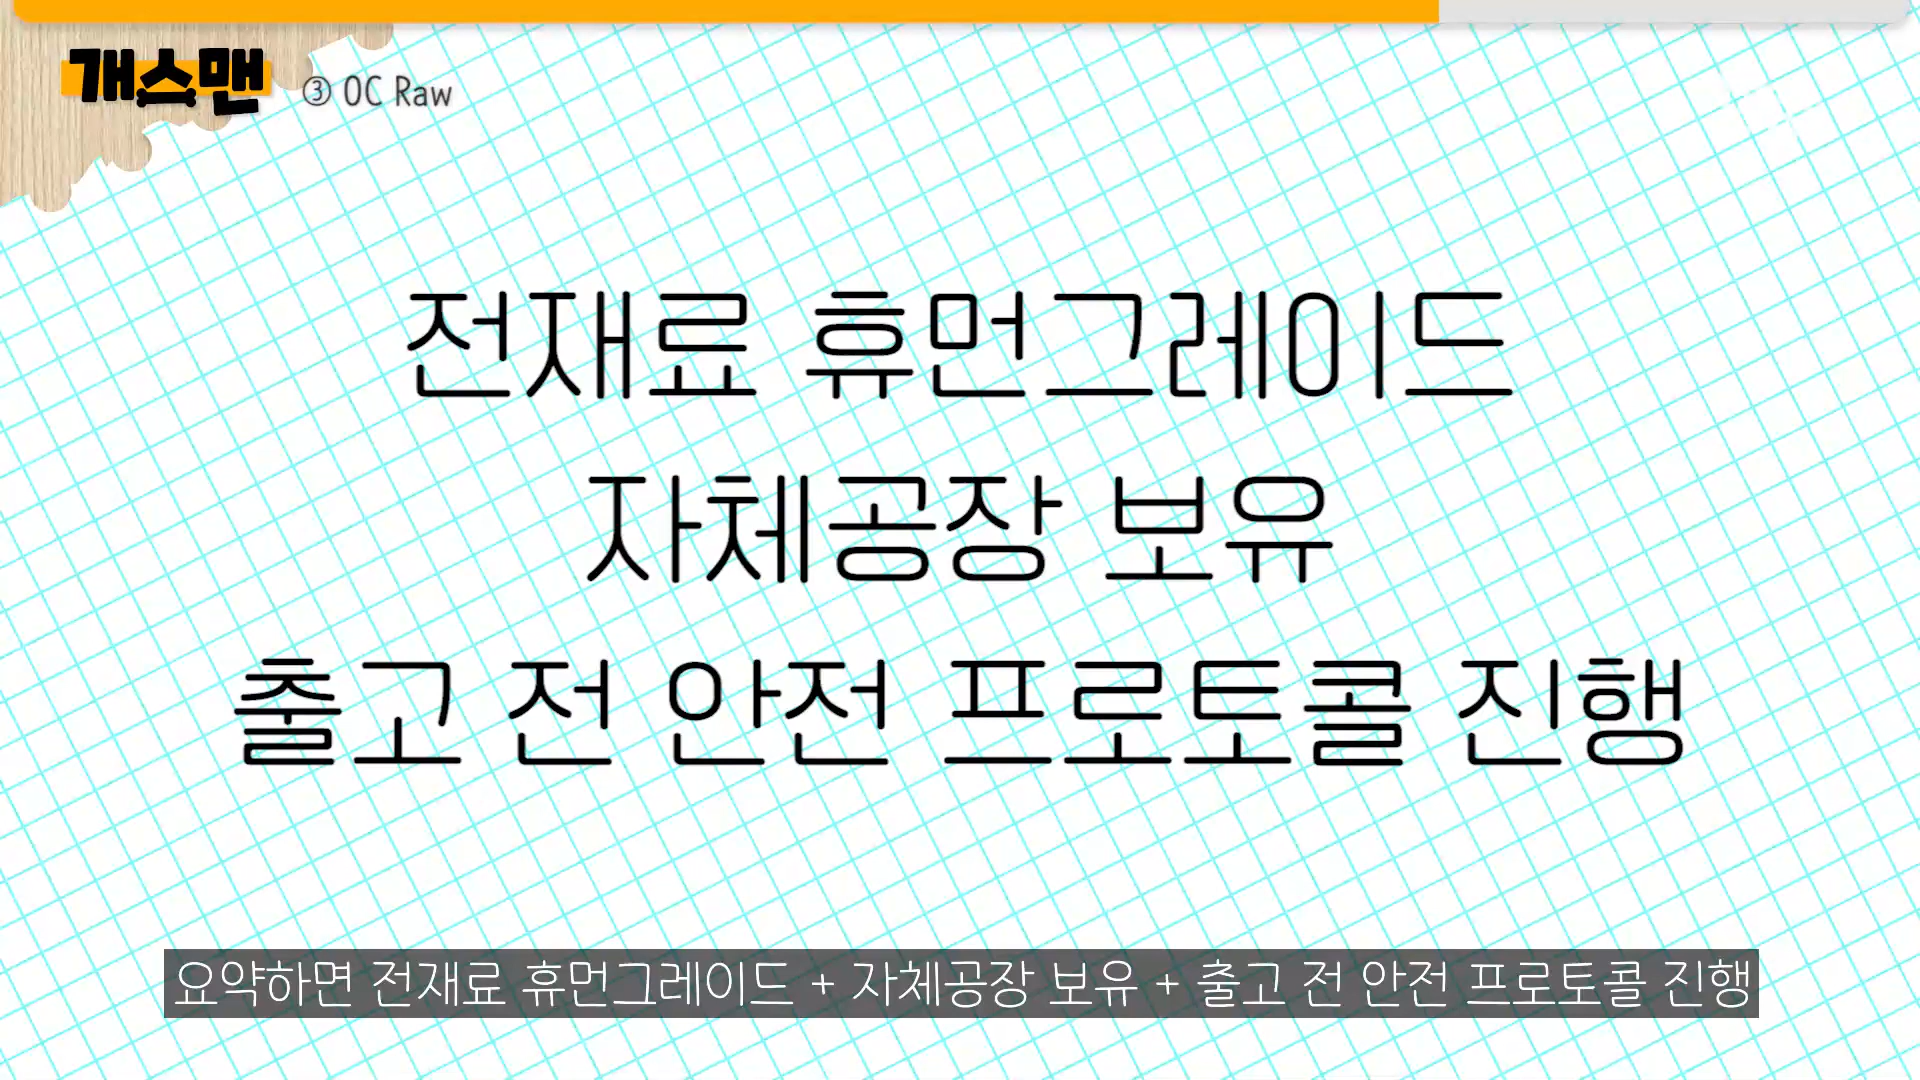 개스맨
③ OC Raw
전재료 휴먼그레이드
자체공장 보유
출고 전 안전 프로토콜 진행
요약하면 전재료 휴먼그레이드 + 자체공장 보유 + 출고 전 안전 프로토콜 진행